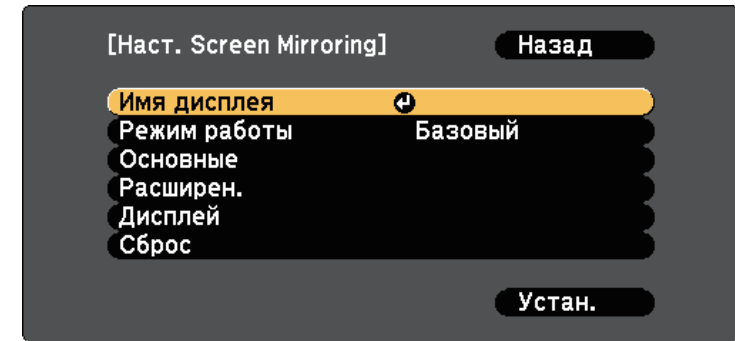 [Наст. Screen Mirroring] Назад
Имя дисплея
Режим работы Базовый
Основные
Расширен.
Дисплей
Сброс
Устан.